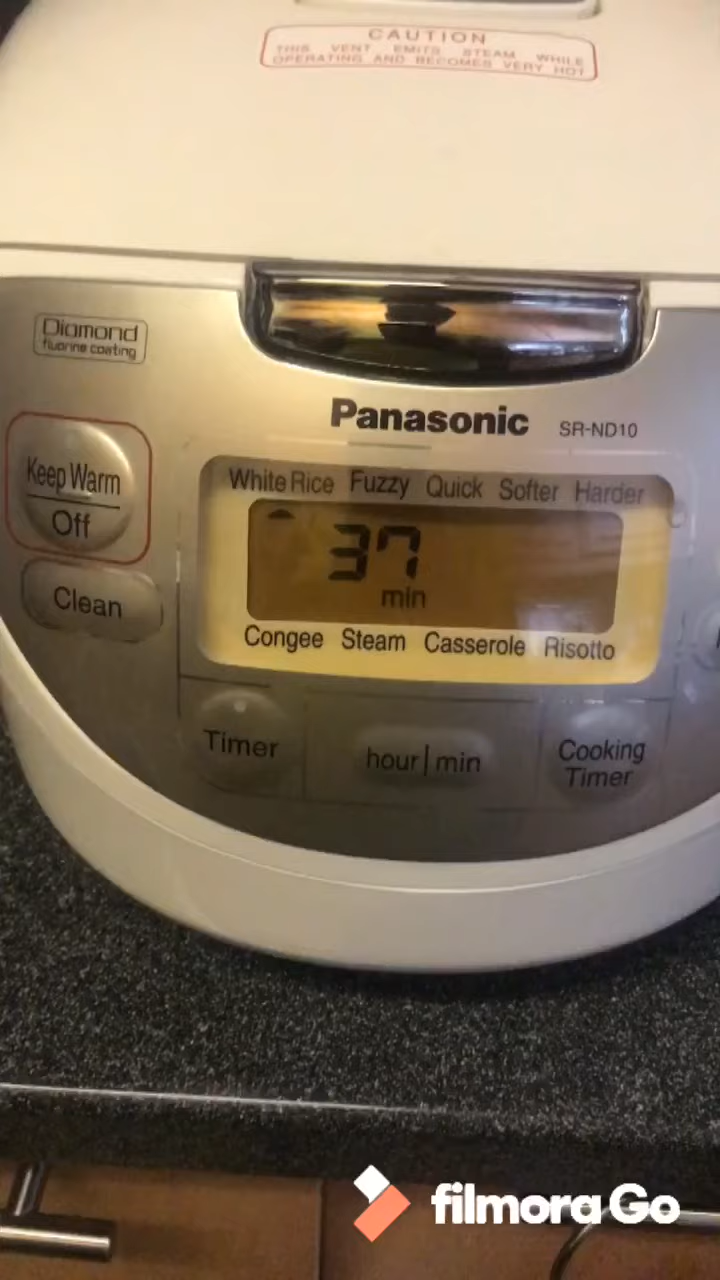 CAUTION
THIS VENT EMITS STEAM WHILE
OPERATING AND BECOMES VERY HOT
Diamond
fluorine coating
Panasonic SR-ND10
Keep Warm
Off
Clean
White Rice Fuzzy Quick Softer Harder
37
min
Congee Steam Casserole Risotto
Timer
hour|min
Cooking
Timer
filmoraGo